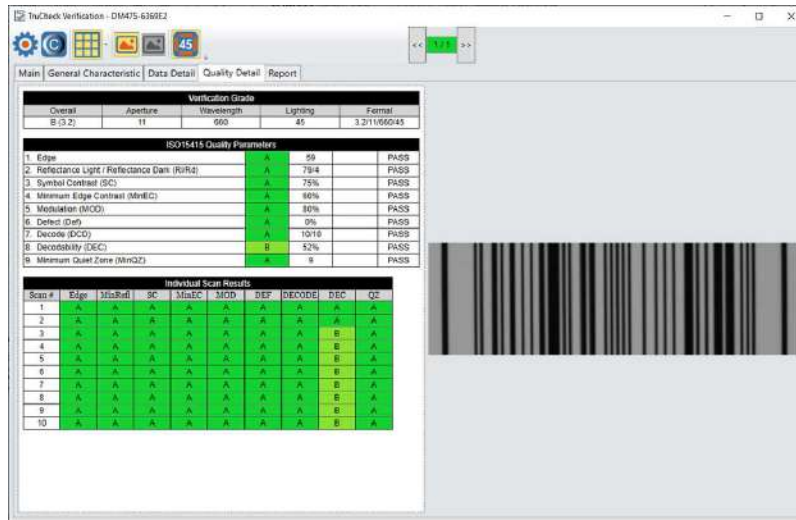 TruCheck Verification - DM475-6369E2
45
<< 1 / 1 >>
Main General Characteristic Data Detail Quality Detail Report
Verification Grade
Overall Aperture Wavelength Lighting Formal
B (3.2) 11 660 45 3.2/11/660/45
ISO15415 Quality Parameters
1. Edge A 59 PASS
2. Reflectance Light / Reflectance Dark (Rl/Rd) A 79/4 PASS
3. Symbol Contrast (SC) A 75% PASS
4. Minimum Edge Contrast (MinEC) A 60% PASS
5. Modulation (MOD) A 80% PASS
6. Defect (Def) A 0% PASS
7. Decode (DCD) A 10/10 PASS
8. Decodability (DEC) B 52% PASS
9. Minimum Quiet Zone (MinQZ) A 9 PASS
Individual Scan Results
Scan # Edge MinRefl SC MinEC MOD DEF DECODE DEC QZ
1 A A A A A A A A A
2 A A A A A A A A A
3 A A A A A A A B A
4 A A A A A A A B A
5 A A A A A A A B A
6 A A A A A A A B A
7 A A A A A A A B A
8 A A A A A A A B A
9 A A A A A A A B A
10 A A A A A A A B A